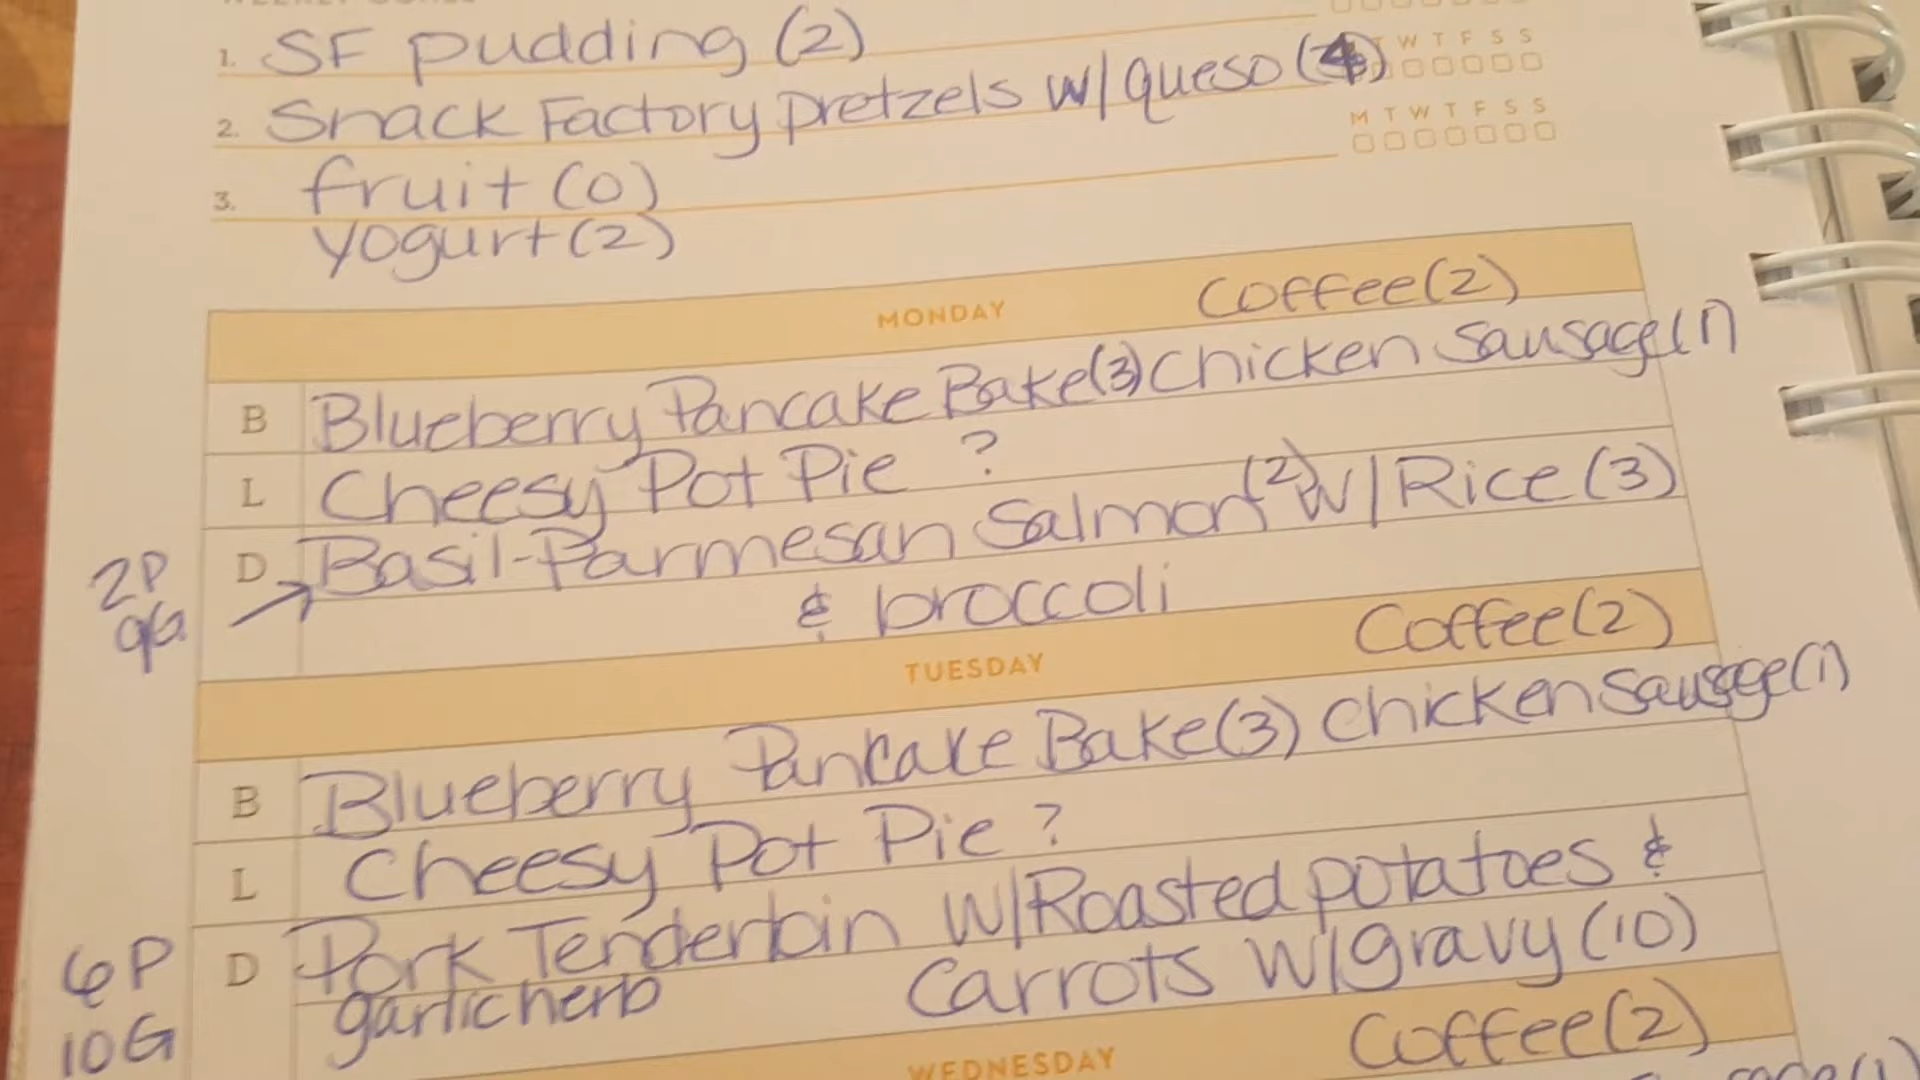 1. SF pudding (2)
2. Snack Factory pretzels w/queso (4) T W T F S S
M T W T F S S
3. fruit (0)
yogurt (2)
MONDAY Coffee (2)
B Blueberry Pancake Bake (3) chicken sausage (1)
L Cheesy Pot Pie ?
D Basil-Parmesan Salmon (2) w/Rice (3)
& broccoli
2P
9G
TUESDAY Coffee (2)
B Blueberry Pancake Bake (3) chicken sausage (1)
L Cheesy Pot Pie ?
D Pork Tenderloin w/Roasted potatoes &
garlic herb carrots w/gravy (10)
6P
10G
WEDNESDAY Coffee (2)